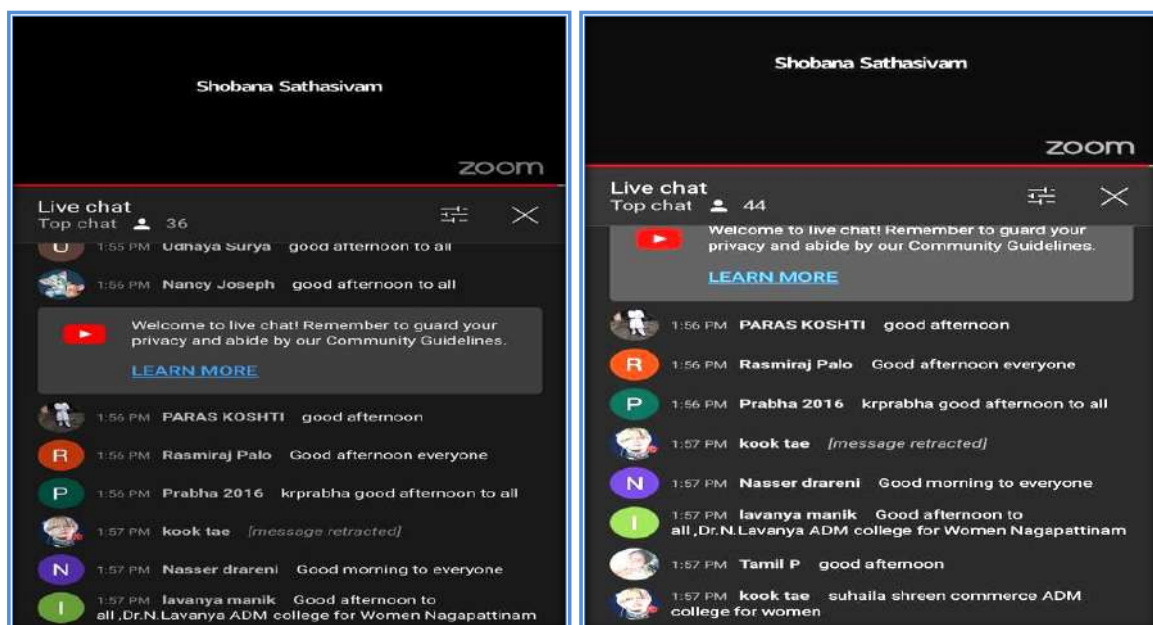 Shobana Sathasivam
zoom
Live chat
Top chat 36
U 1:55 PM Udhaya Surya good afternoon to all
1:56 PM Nancy Joseph good afternoon to all
Welcome to live chat! Remember to guard your
privacy and abide by our Community Guidelines.
LEARN MORE
1:56 PM PARAS KOSHTI good afternoon
R 1:56 PM Rasmiraj Palo Good afternoon everyone
P 1:56 PM Prabha 2016 krprabha good afternoon to all
1:57 PM kook tae [message retracted]
N 1:57 PM Nasser drareni Good morning to everyone
l 1:57 PM lavanya manik Good afternoon to
all ,Dr.N.Lavanya ADM college for Women Nagapattinam
Shobana Sathasivam
zoom
Live chat
Top chat 44
Welcome to live chat! Remember to guard your
privacy and abide by our Community Guidelines.
LEARN MORE
1:56 PM PARAS KOSHTI good afternoon
R 1:56 PM Rasmiraj Palo Good afternoon everyone
P 1:56 PM Prabha 2016 krprabha good afternoon to all
1:57 PM kook tae [message retracted]
N 1:57 PM Nasser drareni Good morning to everyone
l 1:57 PM lavanya manik Good afternoon to
all ,Dr.N.Lavanya ADM college for Women Nagapattinam
1:57 PM Tamil P good afternoon
1:57 PM kook tae suhaila shreen commerce ADM
college for women